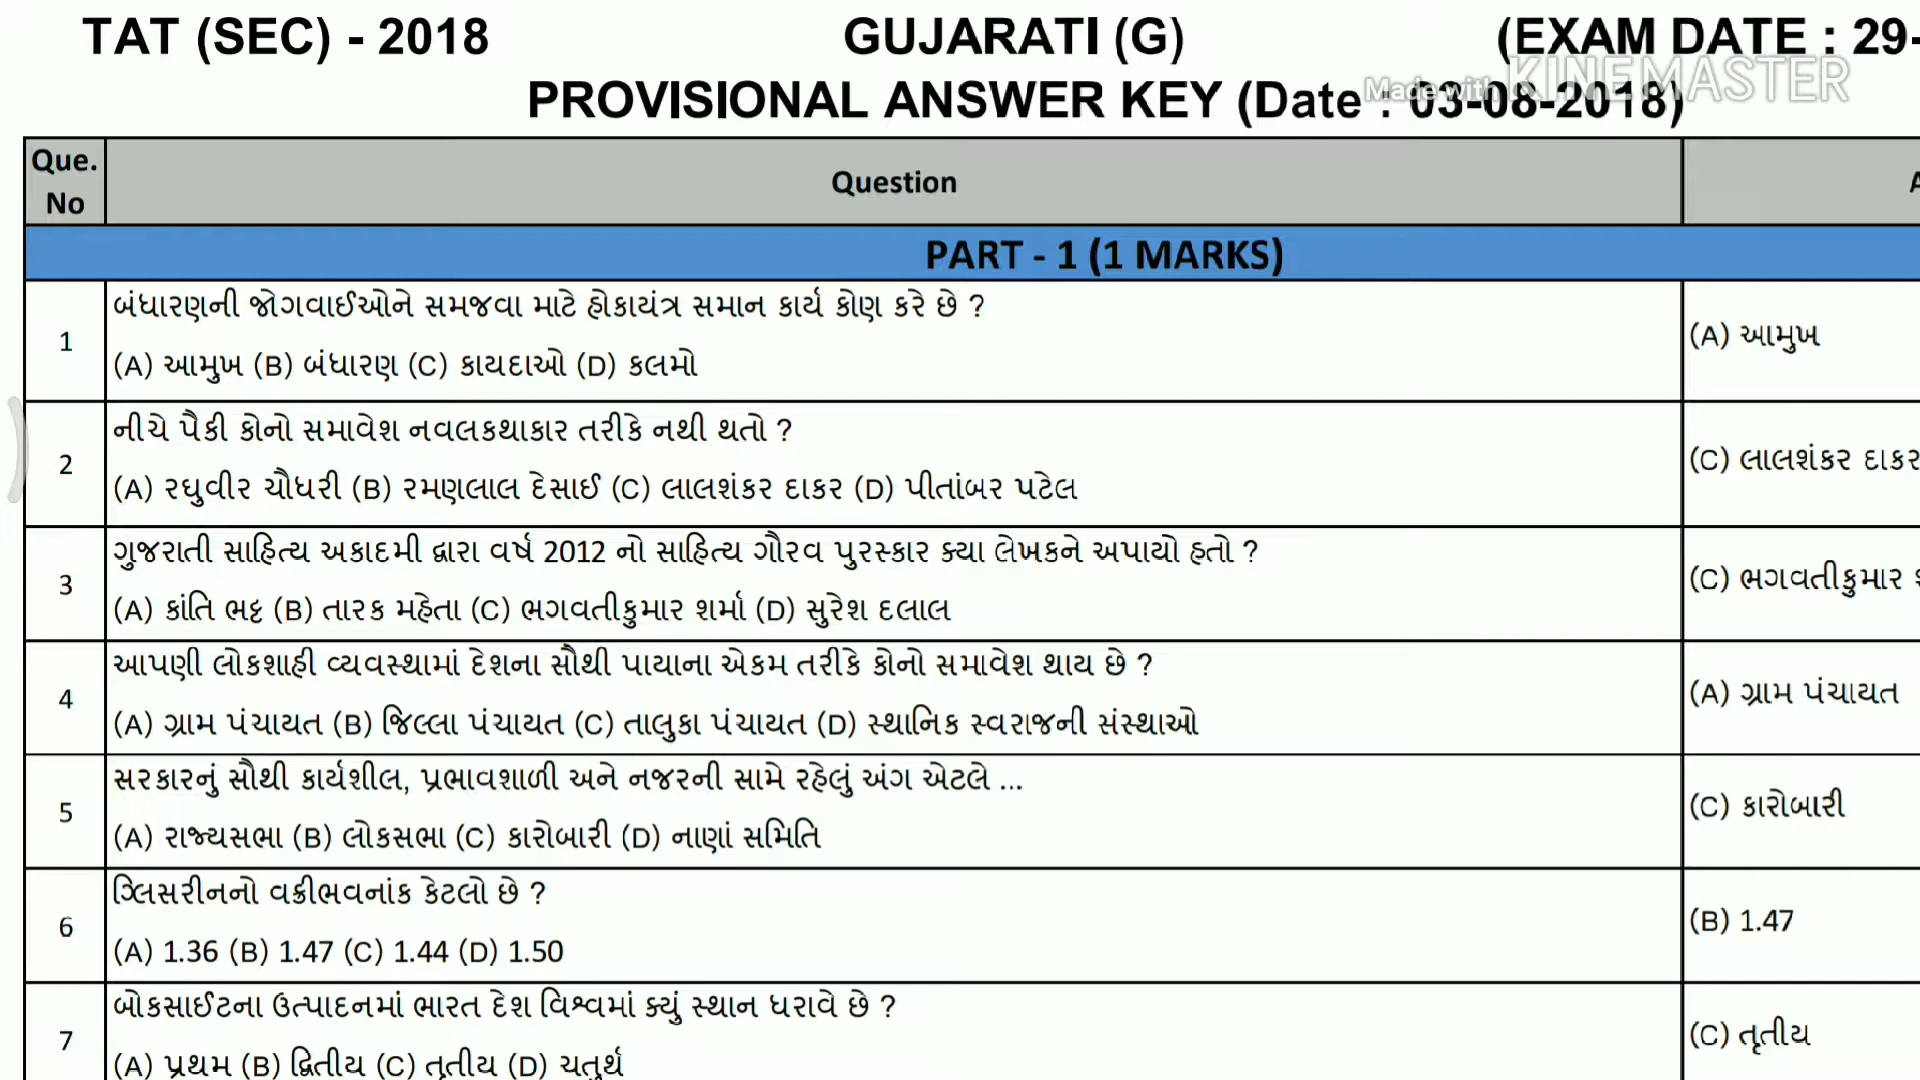 TAT (SEC) - 2018 GUJARATI (G) (EXAM DATE : 29-
PROVISIONAL ANSWER KEY (Date : 03-08-2018)
Made with KINEMASTER
Que. No Question
PART - 1 (1 MARKS)
બંધારણની જોગવાઈઓને સમજવા માટે હોકાયંત્ર સમાન કાર્ય કોણ કરે છે ?
1 (A) આમુખ (B) બંધારણ (C) કાયદાઓ (D) કલમો (A) આમુખ
નીચે પૈકી કોનો સમાવેશ નવલકથાકાર તરીકે નથી થતો ?
2 (A) રઘુવીર ચૌધરી (B) રમણલાલ દેસાઈ (C) લાલશંકર ઠાકર (D) પીતાંબર પટેલ (C) લાલશંકર ઠાકર
ગુજરાતી સાહિત્ય અકાદમી દ્વારા વર્ષ 2012 નો સાહિત્ય ગૌરવ પુરસ્કાર ક્યા લેખકને અપાયો હતો ?
3 (A) કાંતિ ભટ્ટ (B) તારક મહેતા (C) ભગવતીકુમાર શર્મા (D) સુરેશ દલાલ (C) ભગવતીકુમાર
આપણી લોકશાહી વ્યવસ્થામાં દેશના સૌથી પાયાના એકમ તરીકે કોનો સમાવેશ થાય છે ?
4 (A) ગ્રામ પંચાયત (B) જિલ્લા પંચાયત (C) તાલુકા પંચાયત (D) સ્થાનિક સ્વરાજની સંસ્થાઓ (A) ગ્રામ પંચાયત
સરકારનું સૌથી કાર્યશીલ, પ્રભાવશાળી અને નજરની સામે રહેલું અંગ એટલે ...
5 (A) રાજ્યસભા (B) લોકસભા (C) કારોબારી (D) નાણાં સમિતિ (C) કારોબારી
ગ્લિસરીનનો વક્રીભવનાંક કેટલો છે ?
6 (A) 1.36 (B) 1.47 (C) 1.44 (D) 1.50 (B) 1.47
બોકસાઈટના ઉત્પાદનમાં ભારત દેશ વિશ્વમાં ક્યું સ્થાન ધરાવે છે ?
7 (A) પ્રથમ (B) દ્વિતીય (C) તૃતીય (D) ચતુર્થ (C) તૃતીય